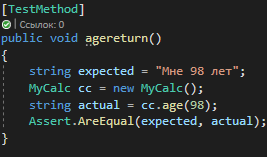 [TestMethod]
| Ссылок: 0
public void agereturn()
{
string expected = "Мне 98 лет";
MyCalc cc = new MyCalc();
string actual = cc.age(98);
Assert.AreEqual(expected, actual);
}